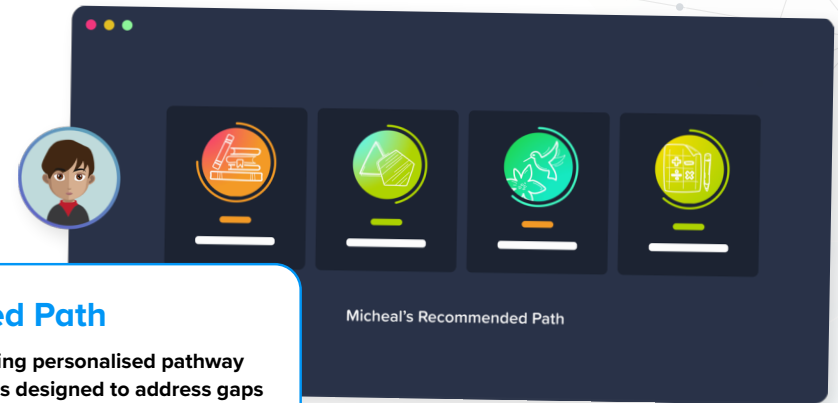 Micheal's Recommended Path
ed Path
ing personalised pathway
s designed to address gaps